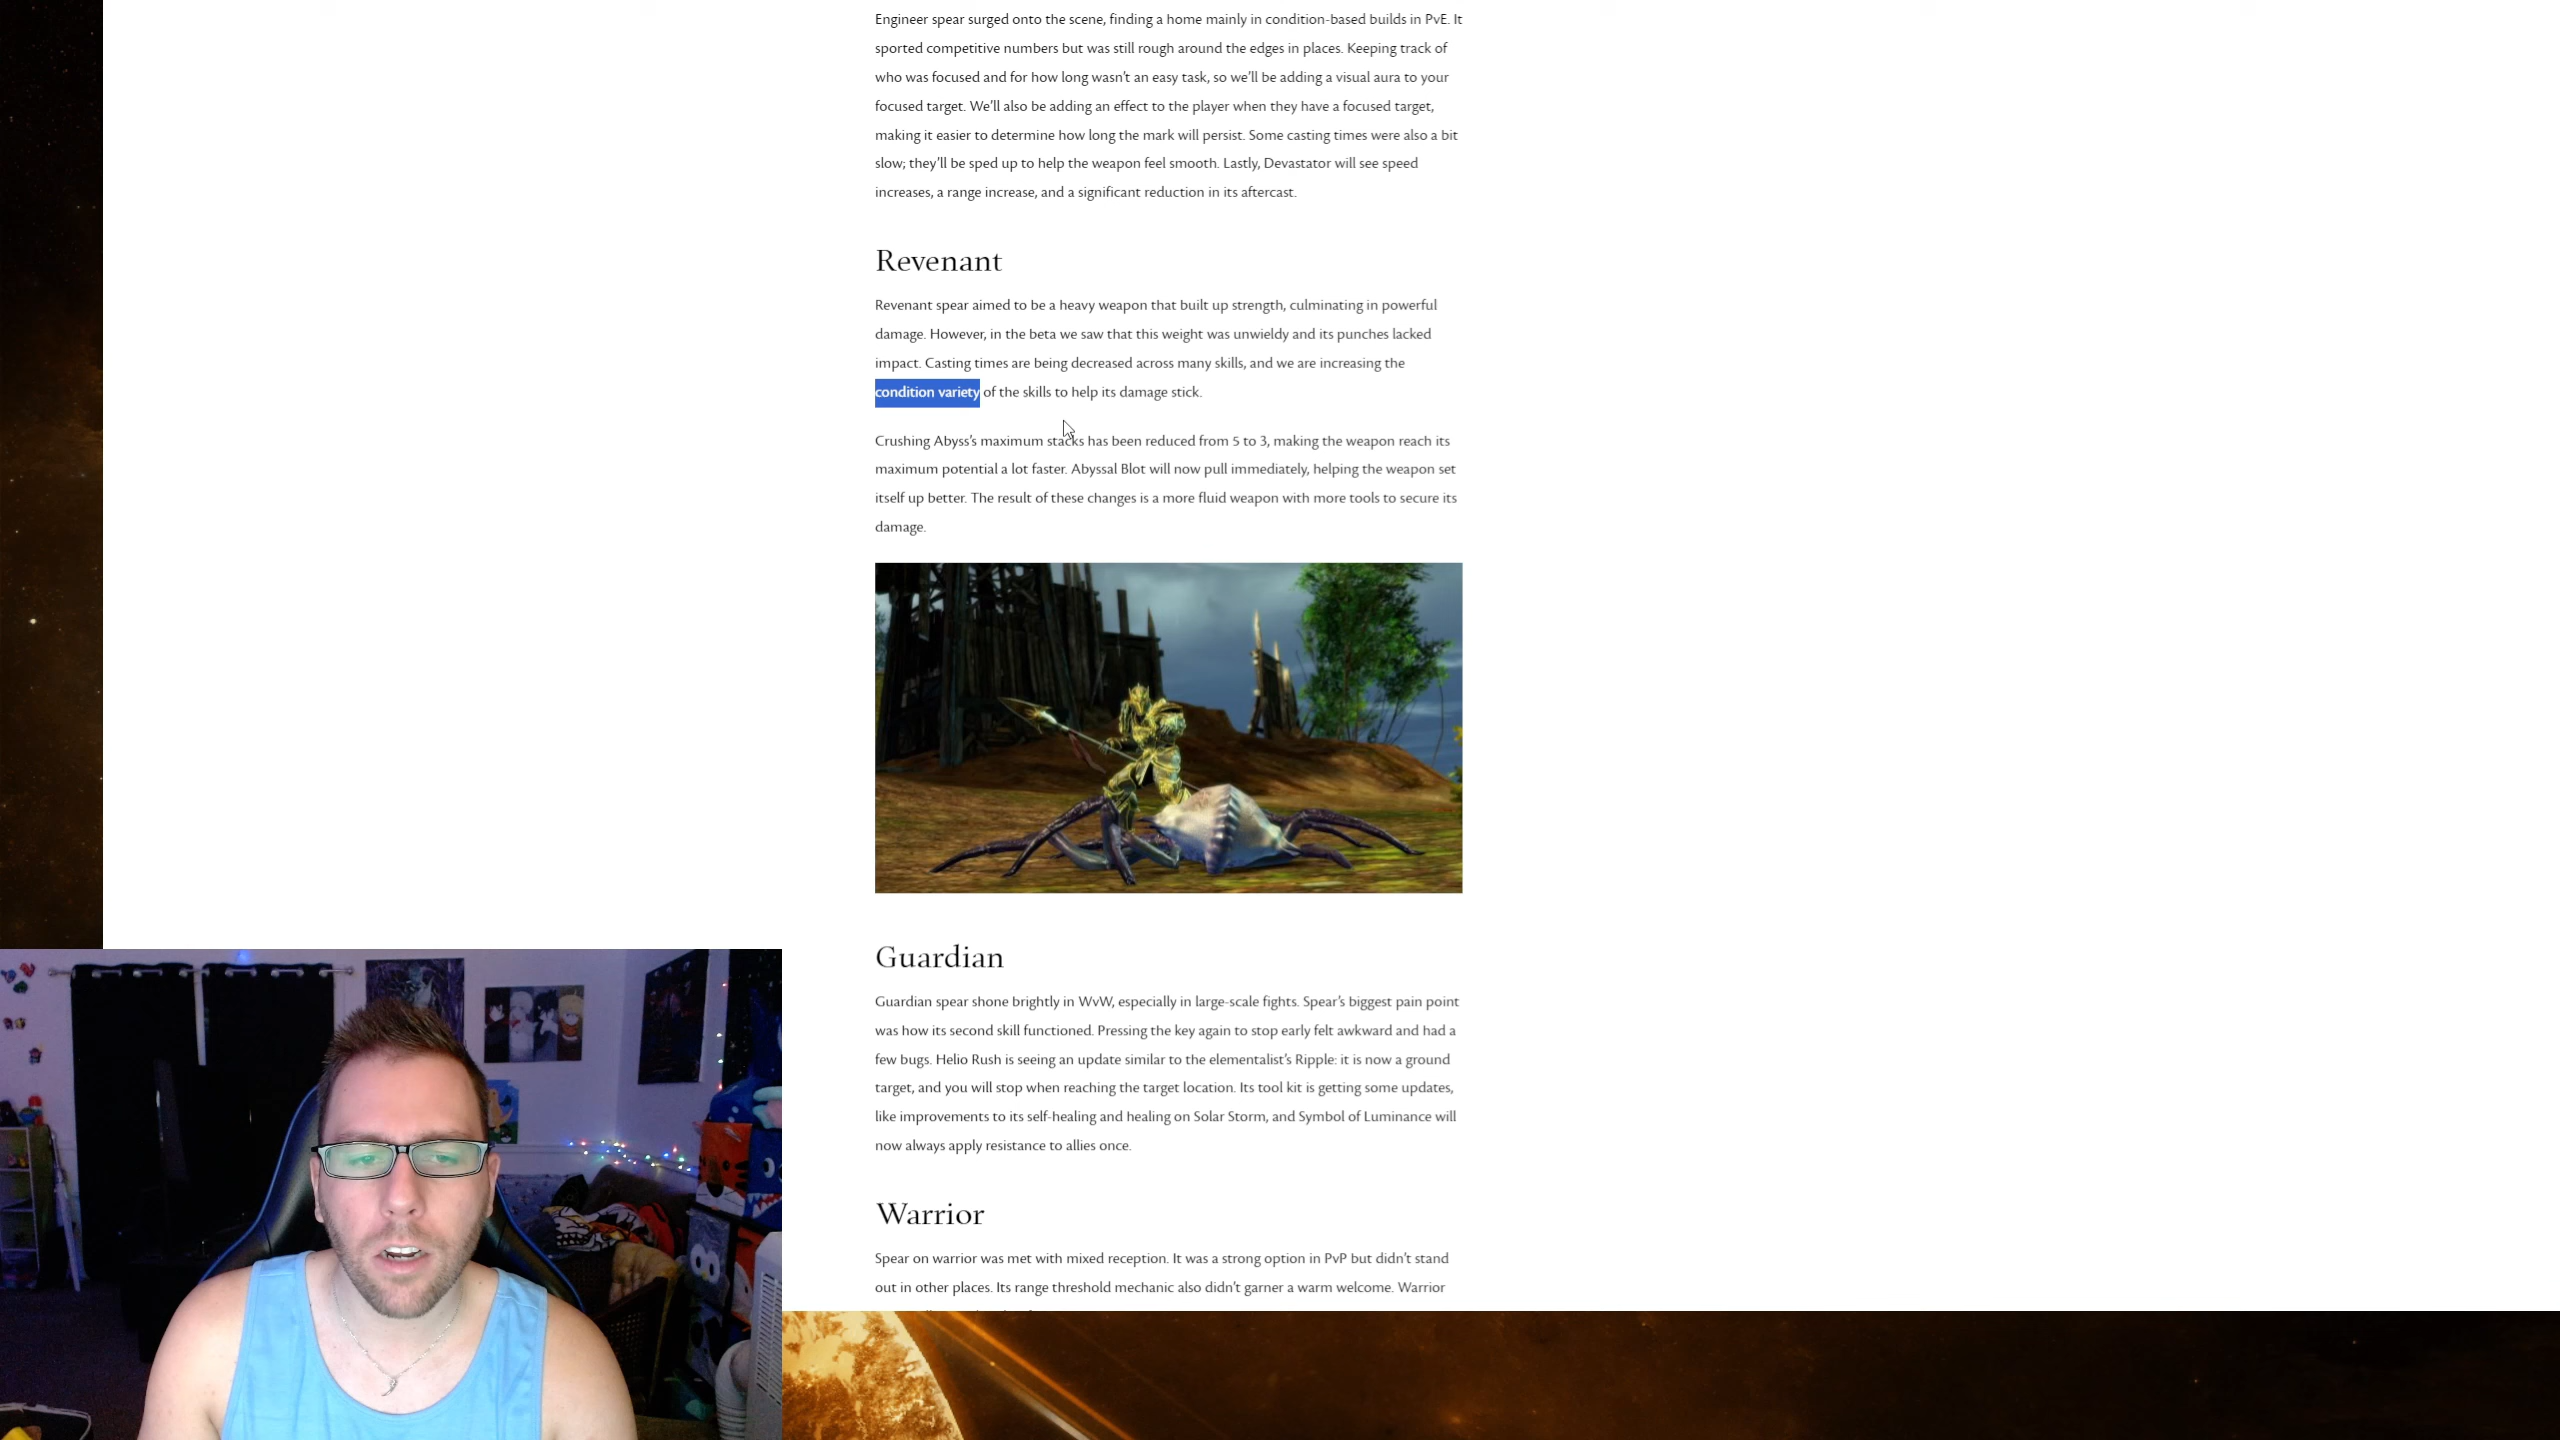 Engineer spear surged onto the scene, finding a home mainly in condition-based builds in PvE. It
sported competitive numbers but was still rough around the edges in places. Keeping track of
who was focused and for how long wasn't an easy task, so we'll be adding a visual aura to your
focused target. We'll also be adding an effect to the player when they have a focused target,
making it easier to determine how long the mark will persist. Some casting times were also a bit
slow; they'll be sped up to help the weapon feel smooth. Lastly, Devastator will see speed
increases, a range increase, and a significant reduction in its aftercast.
Revenant
Revenant spear aimed to be a heavy weapon that built up strength, culminating in powerful
damage. However, in the beta we saw that this weight was unwieldy and its punches lacked
impact. Casting times are being decreased across many skills, and we are increasing the
condition variety of the skills to help its damage stick.
Crushing Abyss's maximum stacks has been reduced from 5 to 3, making the weapon reach its
maximum potential a lot faster. Abyssal Blot will now pull immediately, helping the weapon set
itself up better. The result of these changes is a more fluid weapon with more tools to secure its
damage.
Guardian
Guardian spear shone brightly in WvW, especially in large-scale fights. Spear's biggest pain point
was how its second skill functioned. Pressing the key again to stop early felt awkward and had a
few bugs. Helio Rush is seeing an update similar to the elementalist's Ripple: it is now a ground
target, and you will stop when reaching the target location. Its tool kit is getting some updates,
like improvements to its self-healing and healing on Solar Storm, and Symbol of Luminance will
now always apply resistance to allies once.
Warrior
Spear on warrior was met with mixed reception. It was a strong option in PvP but didn't stand
out in other places. Its range threshold mechanic also didn't garner a warm welcome. Warrior